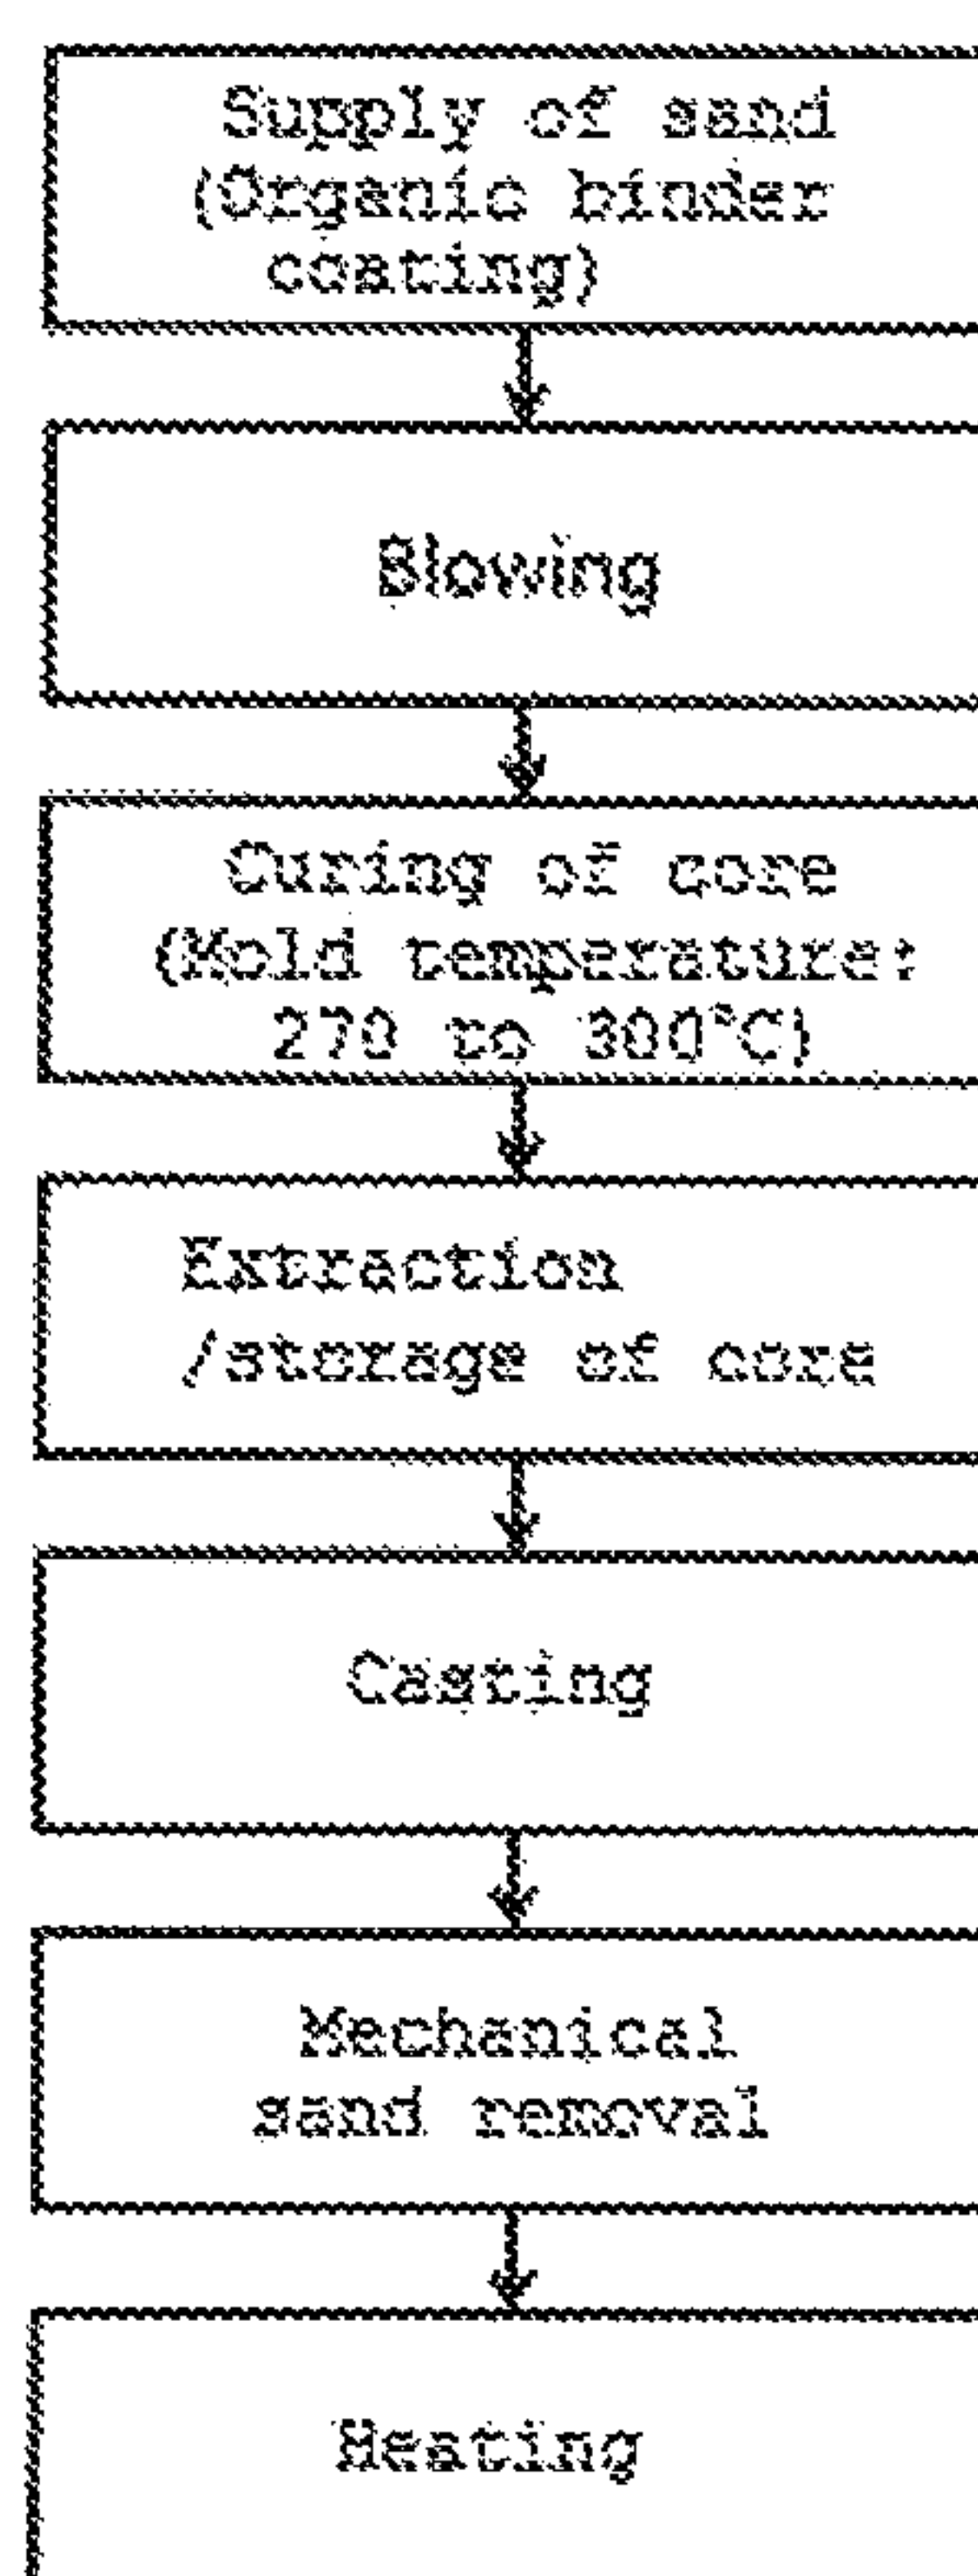 Supply of sand
(Organic binder
coating)
Blowing
Curing of core
(Mold temperature:
270 to 300°C)
Extraction
/storage of core
Casting
Mechanical
sand removal
Heating